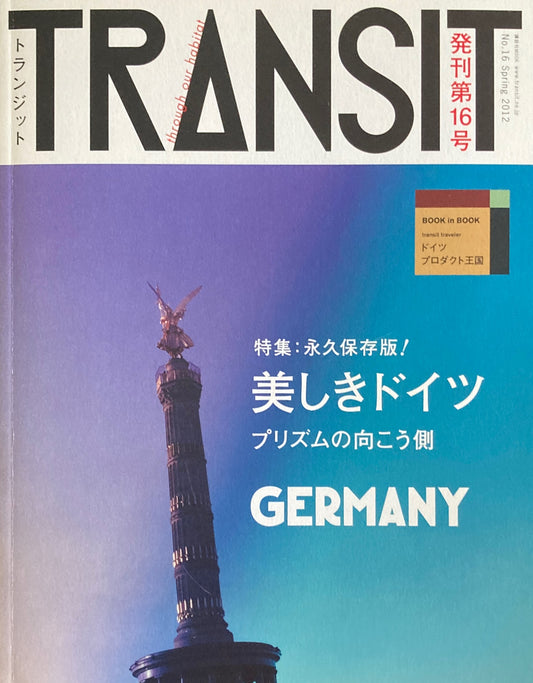 TRANSIT
トランジット
through our habitat
発刊第16号
No.16 Spring 2012
BOOK in BOOK
transit traveler
ドイツ
プロダクト王国
特集:永久保存版!
美しきドイツ
プリズムの向こう側
GERMANY